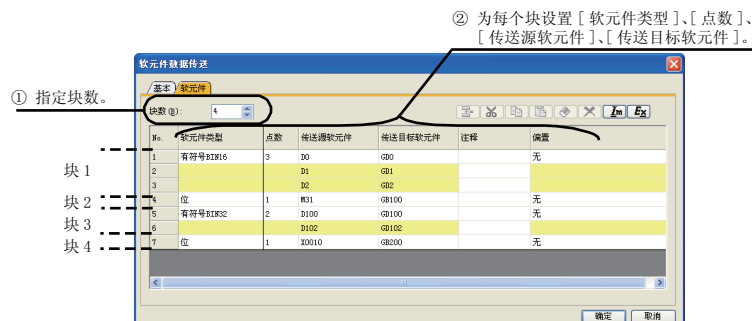 ② 为每个块设置 [ 软元件类型 ]、[ 点数 ]、
[ 传送源软元件 ]、[ 传送目标软元件 ]。
软元件数据传送
基本 软元件
① 指定块数。
块数(B): 4
Im Ex
No. 软元件类型 点数 传送源软元件 传送目标软元件 注释 偏置
1 有符号BIN16 3 D0 GD0 无
块 1
2 D1 GD1
3 D2 GD2
块 2
4 位 1 M31 GB100 无
5 有符号BIN32 2 D100 GD100 无
块 3
6 D102 GD102
块 4
7 位 1 X0010 GB200 无
确定 取消